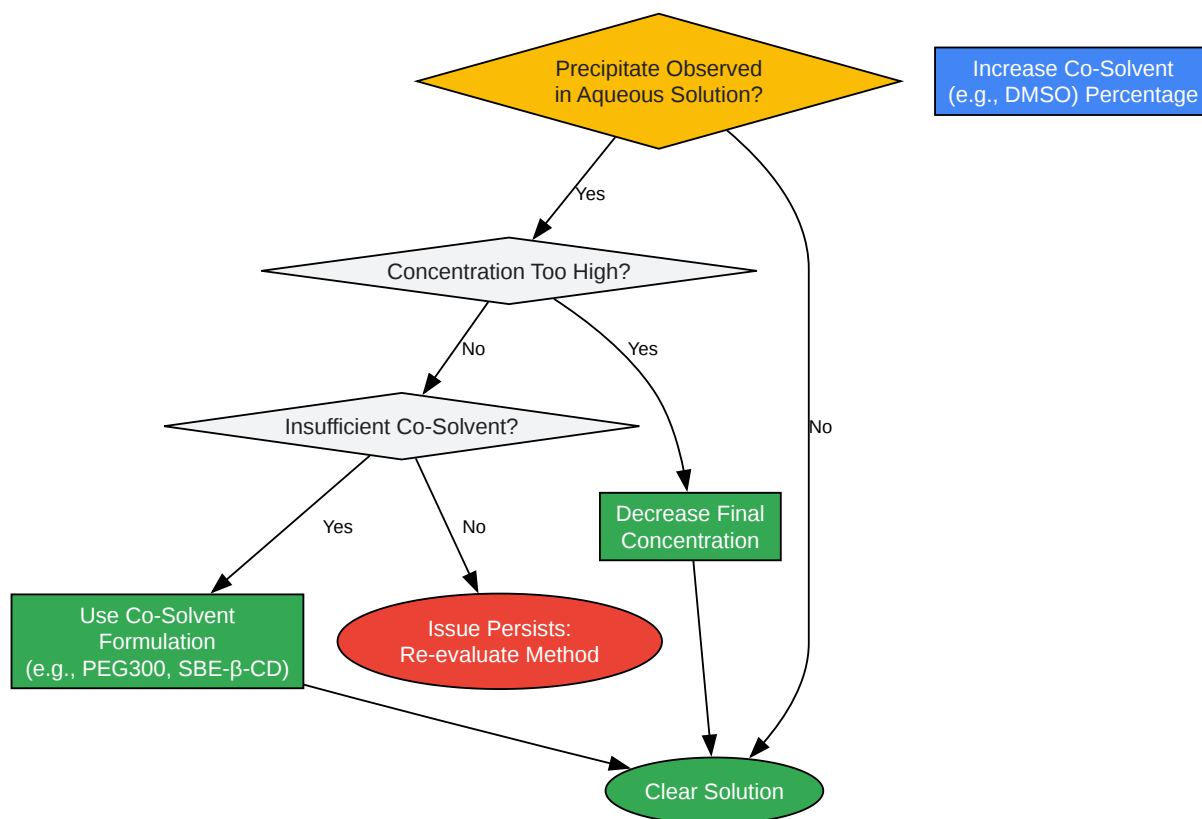 Precipitate Observed
in Aqueous Solution?
Increase Co-Solvent
(e.g., DMSO) Percentage
Yes
No
Concentration Too High?
No
Yes
Insufficient Co-Solvent?
Yes
No
Decrease Final
Concentration
Use Co-Solvent
Formulation
(e.g., PEG300, SBE-β-CD)
Issue Persists:
Re-evaluate Method
Clear Solution